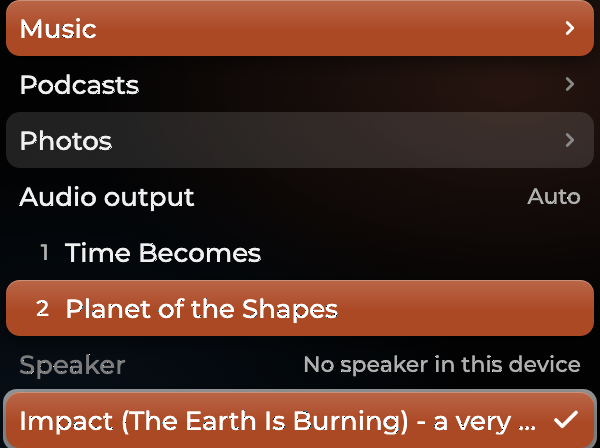 Music
Podcasts
Photos
Audio output Auto
1 Time Becomes
2 Planet of the Shapes
Speaker No speaker in this device
Impact (The Earth Is Burning) - a very ...